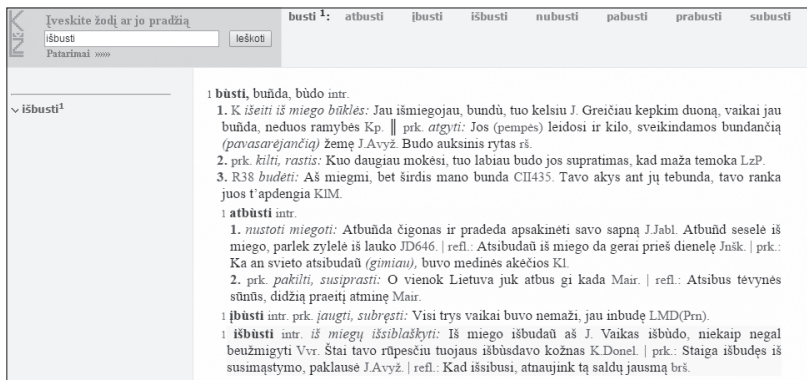 LKŽ
Įveskite žodį ar jo pradžią
išbusti Ieškoti
Patarimai »»»
busti 1: atbusti įbusti išbusti nubusti pabusti prabusti subusti
išbusti1
1 bùsti, buñda, bùdo intr.
1. K išeiti iš miego būklės: Jau išmiegojau, bundù, tuo kelsiu J. Greičiau kepkim duoną, vaikai jau
buñda, neduos ramybės Kp. ║ prk. atgyti: Jos (pempės) leidosi ir kilo, sveikindamos bundančią
(pavasarėjančią) žemę J.Avyž. Budo auksinis rytas rš.
2. prk. kilti, rastis: Kuo daugiau mokėsi, tuo labiau budo jos supratimas, kad maža temoka LzP.
3. R38 budėti: Aš miegmi, bet širdis mano bunda CII435. Tavo akys ant jų tebunda, tavo ranka
juos t’apdengia KlM.
1 atbùsti intr.
1. nustoti miegoti: Atbuñda čigonas ir pradeda apsakinėti savo sapną J.Jabl. Atbuñd seselė iš
miego, parlek zylelė iš lauko JD646. | refl.: Atsibudaũ iš miego da gerai prieš dienelę Jnšk. | prk.:
Ka an svieto atsibudaũ (gimiau), buvo medinės akėčios Kl.
2. prk. pakilti, susiprasti: O vienok Lietuva juk atbus gi kada Mair. | refl.: Atsibus tėvynės
sūnūs, didžią praeitį atminę Mair.
1 įbùsti intr. prk. įaugti, subręsti: Visi trys vaikai buvo nemaži, jau inbudę LMD(Prn).
1 išbùsti intr. iš miegų išsiblaškyti: Iš miego išbudaũ aš J. Vaikas išbùdo, niekaip negal
beužmigyti Vvr. Štai tavo rūpesčiu tuojaus išbùsdavo kožnas K.Donel. | prk.: Staiga išbudęs iš
susimąstymo, paklausė J.Avyž. | refl.: Kad išsibusi, atnaujink tą saldų jausmą brš.